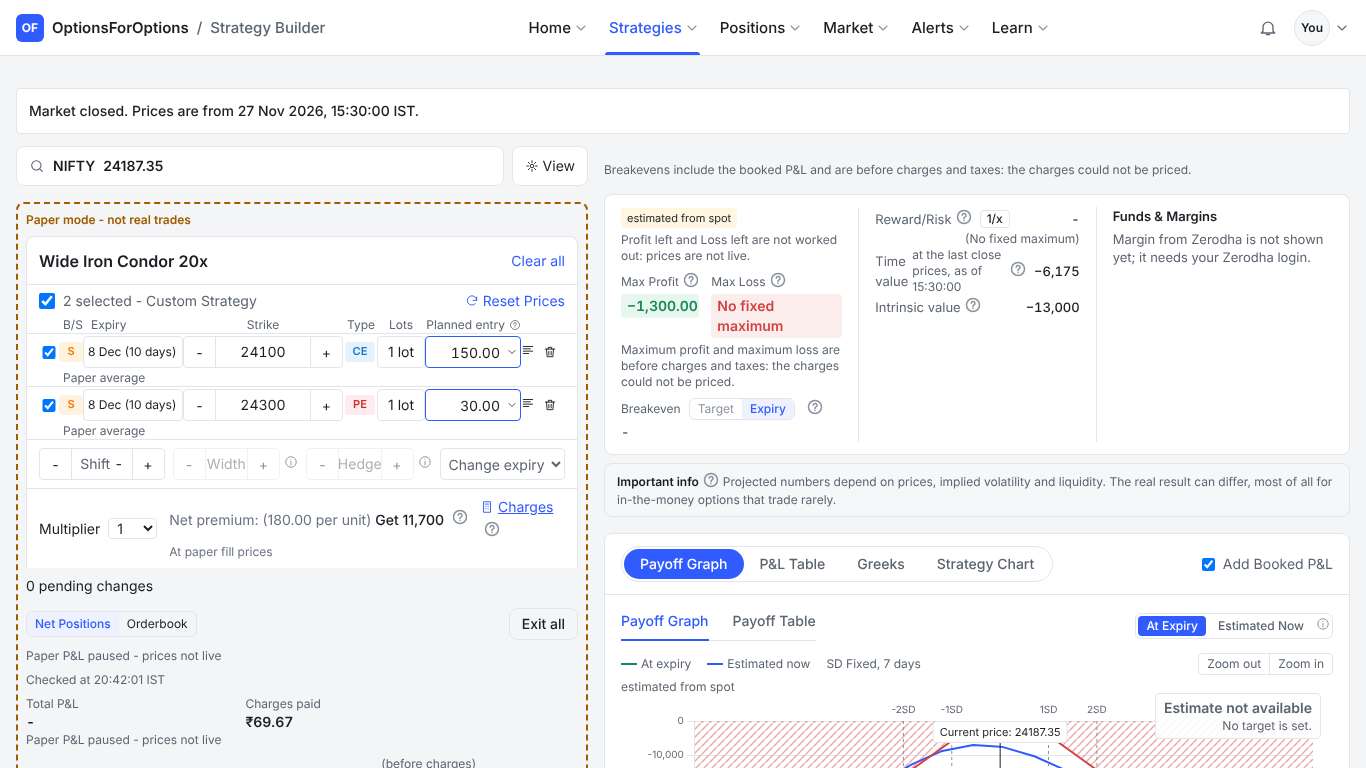 OF OptionsForOptions / Strategy Builder Home Strategies Positions Market Alerts Learn You
Market closed. Prices are from 27 Nov 2026, 15:30:00 IST.
NIFTY 24187.35 View
Paper mode - not real trades
Wide Iron Condor 20x Clear all
2 selected - Custom Strategy Reset Prices
B/S Expiry Strike Type Lots Planned entry ?
S 8 Dec (10 days) - 24100 + CE 1 lot 150.00
Paper average
S 8 Dec (10 days) - 24300 + PE 1 lot 30.00
Paper average
- Shift - + - Width + - Hedge + Change expiry
Multiplier 1 Net premium: (180.00 per unit) Get 11,700 ? Charges ?
At paper fill prices
0 pending changes
Net Positions Orderbook Exit all
Paper P&L paused - prices not live
Checked at 20:42:01 IST
Total P&L Charges paid
- ₹69.67
Paper P&L paused - prices not live
(before charges)
Breakevens include the booked P&L and are before charges and taxes: the charges could not be priced.
estimated from spot
Profit left and Loss left are not worked
out: prices are not live.
Max Profit ? Max Loss ?
−1,300.00 No fixed
maximum
Maximum profit and maximum loss are
before charges and taxes: the charges
could not be priced.
Breakeven Target Expiry ?
-
Reward/Risk ? 1/x -
(No fixed maximum)
Time value at the last close prices, as of 15:30:00 ? −6,175
Intrinsic value ? −13,000
Funds & Margins
Margin from Zerodha is not shown
yet; it needs your Zerodha login.
Important info ? Projected numbers depend on prices, implied volatility and liquidity. The real result can differ, most of all for
in-the-money options that trade rarely.
Payoff Graph P&L Table Greeks Strategy Chart Add Booked P&L
Payoff Graph Payoff Table At Expiry Estimated Now
At expiry Estimated now SD Fixed, 7 days Zoom out Zoom in
estimated from spot
-2SD -1SD 1SD 2SD
Estimate not available
No target is set.
0
Current price: 24187.35
-10,000